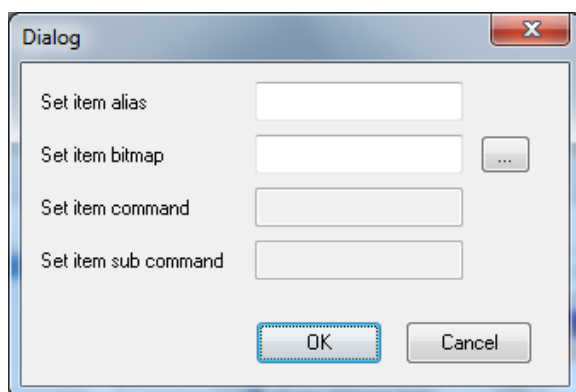 Dialog
Set item alias
Set item bitmap
...
Set item command
Set item sub command
OK
Cancel